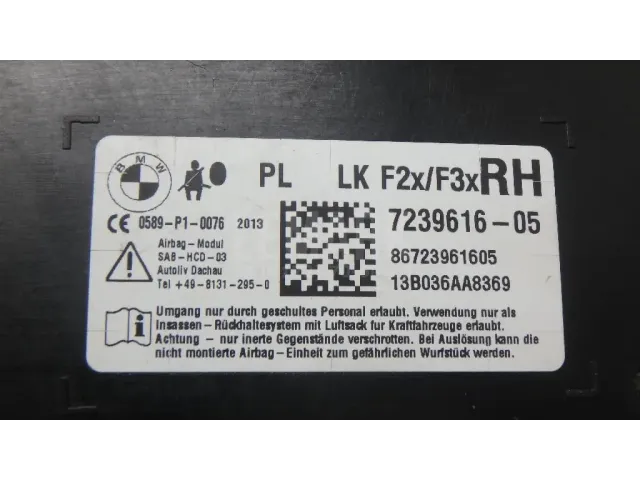 BMW
PL LK F2x/F3x RH
CE 0589-P1-0076 2013
7239616-05
Airbag-Modul
SAB-HCD-03
Autoliv Dachau
Tel +49-8131-295-0
86723961605
13B036AA8369
Umgang nur durch geschultes Personal erlaubt. Verwendung nur als
Insassen - Rückhaltesystem mit Luftsack für Kraftfahrzeuge erlaubt.
Achtung - nur inerte Gegenstände verschrotten. Bei Auslösung kann die
nicht montierte Airbag - Einheit zum gefährlichen Wurfstück werden.